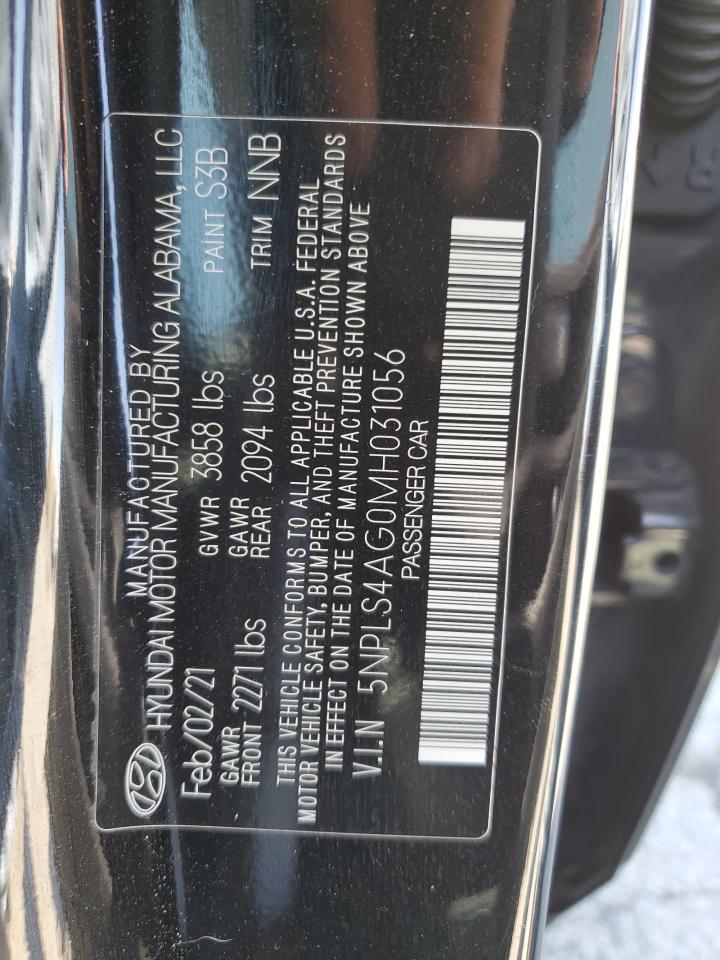 MANUFACTURED BY
HYUNDAI MOTOR MANUFACTURING ALABAMA, LLC
Feb/02/21 GVWR 3858 lbs PAINT S3B
GAWR FRONT 2271 lbs GAWR REAR 2094 lbs TRIM NNB
THIS VEHICLE CONFORMS TO ALL APPLICABLE U.S.A. FEDERAL
MOTOR VEHICLE SAFETY, BUMPER, AND THEFT PREVENTION STANDARDS
IN EFFECT ON THE DATE OF MANUFACTURE SHOWN ABOVE
V.I.N 5NPLS4AG0MH031056
PASSENGER CAR